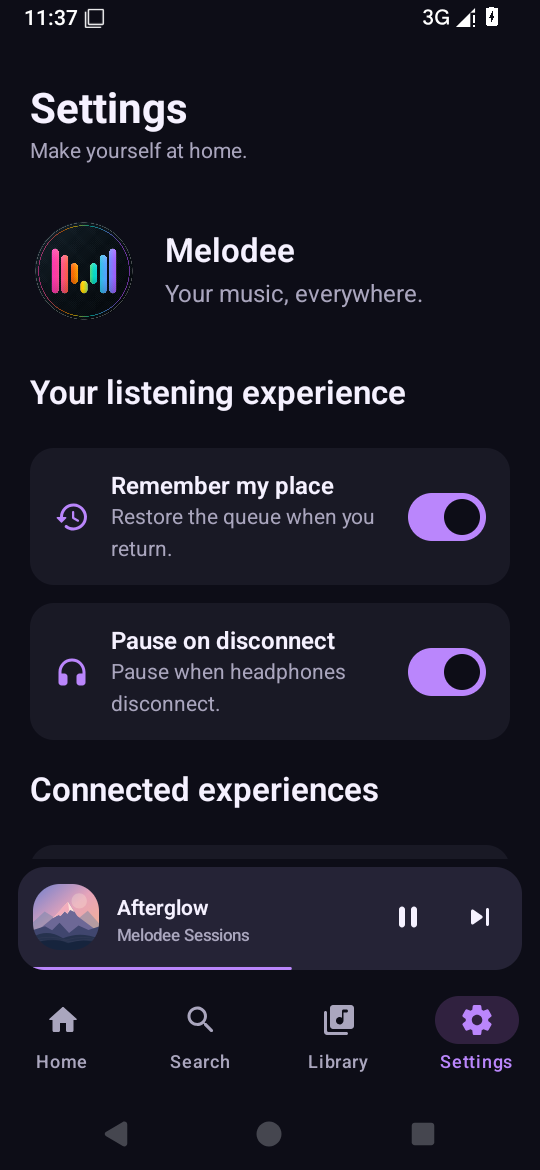 11:37
3G
Settings
Make yourself at home.
Melodee
Your music, everywhere.
Your listening experience
Remember my place
Restore the queue when you
return.
Pause on disconnect
Pause when headphones
disconnect.
Connected experiences
Afterglow
Melodee Sessions
Home
Search
Library
Settings